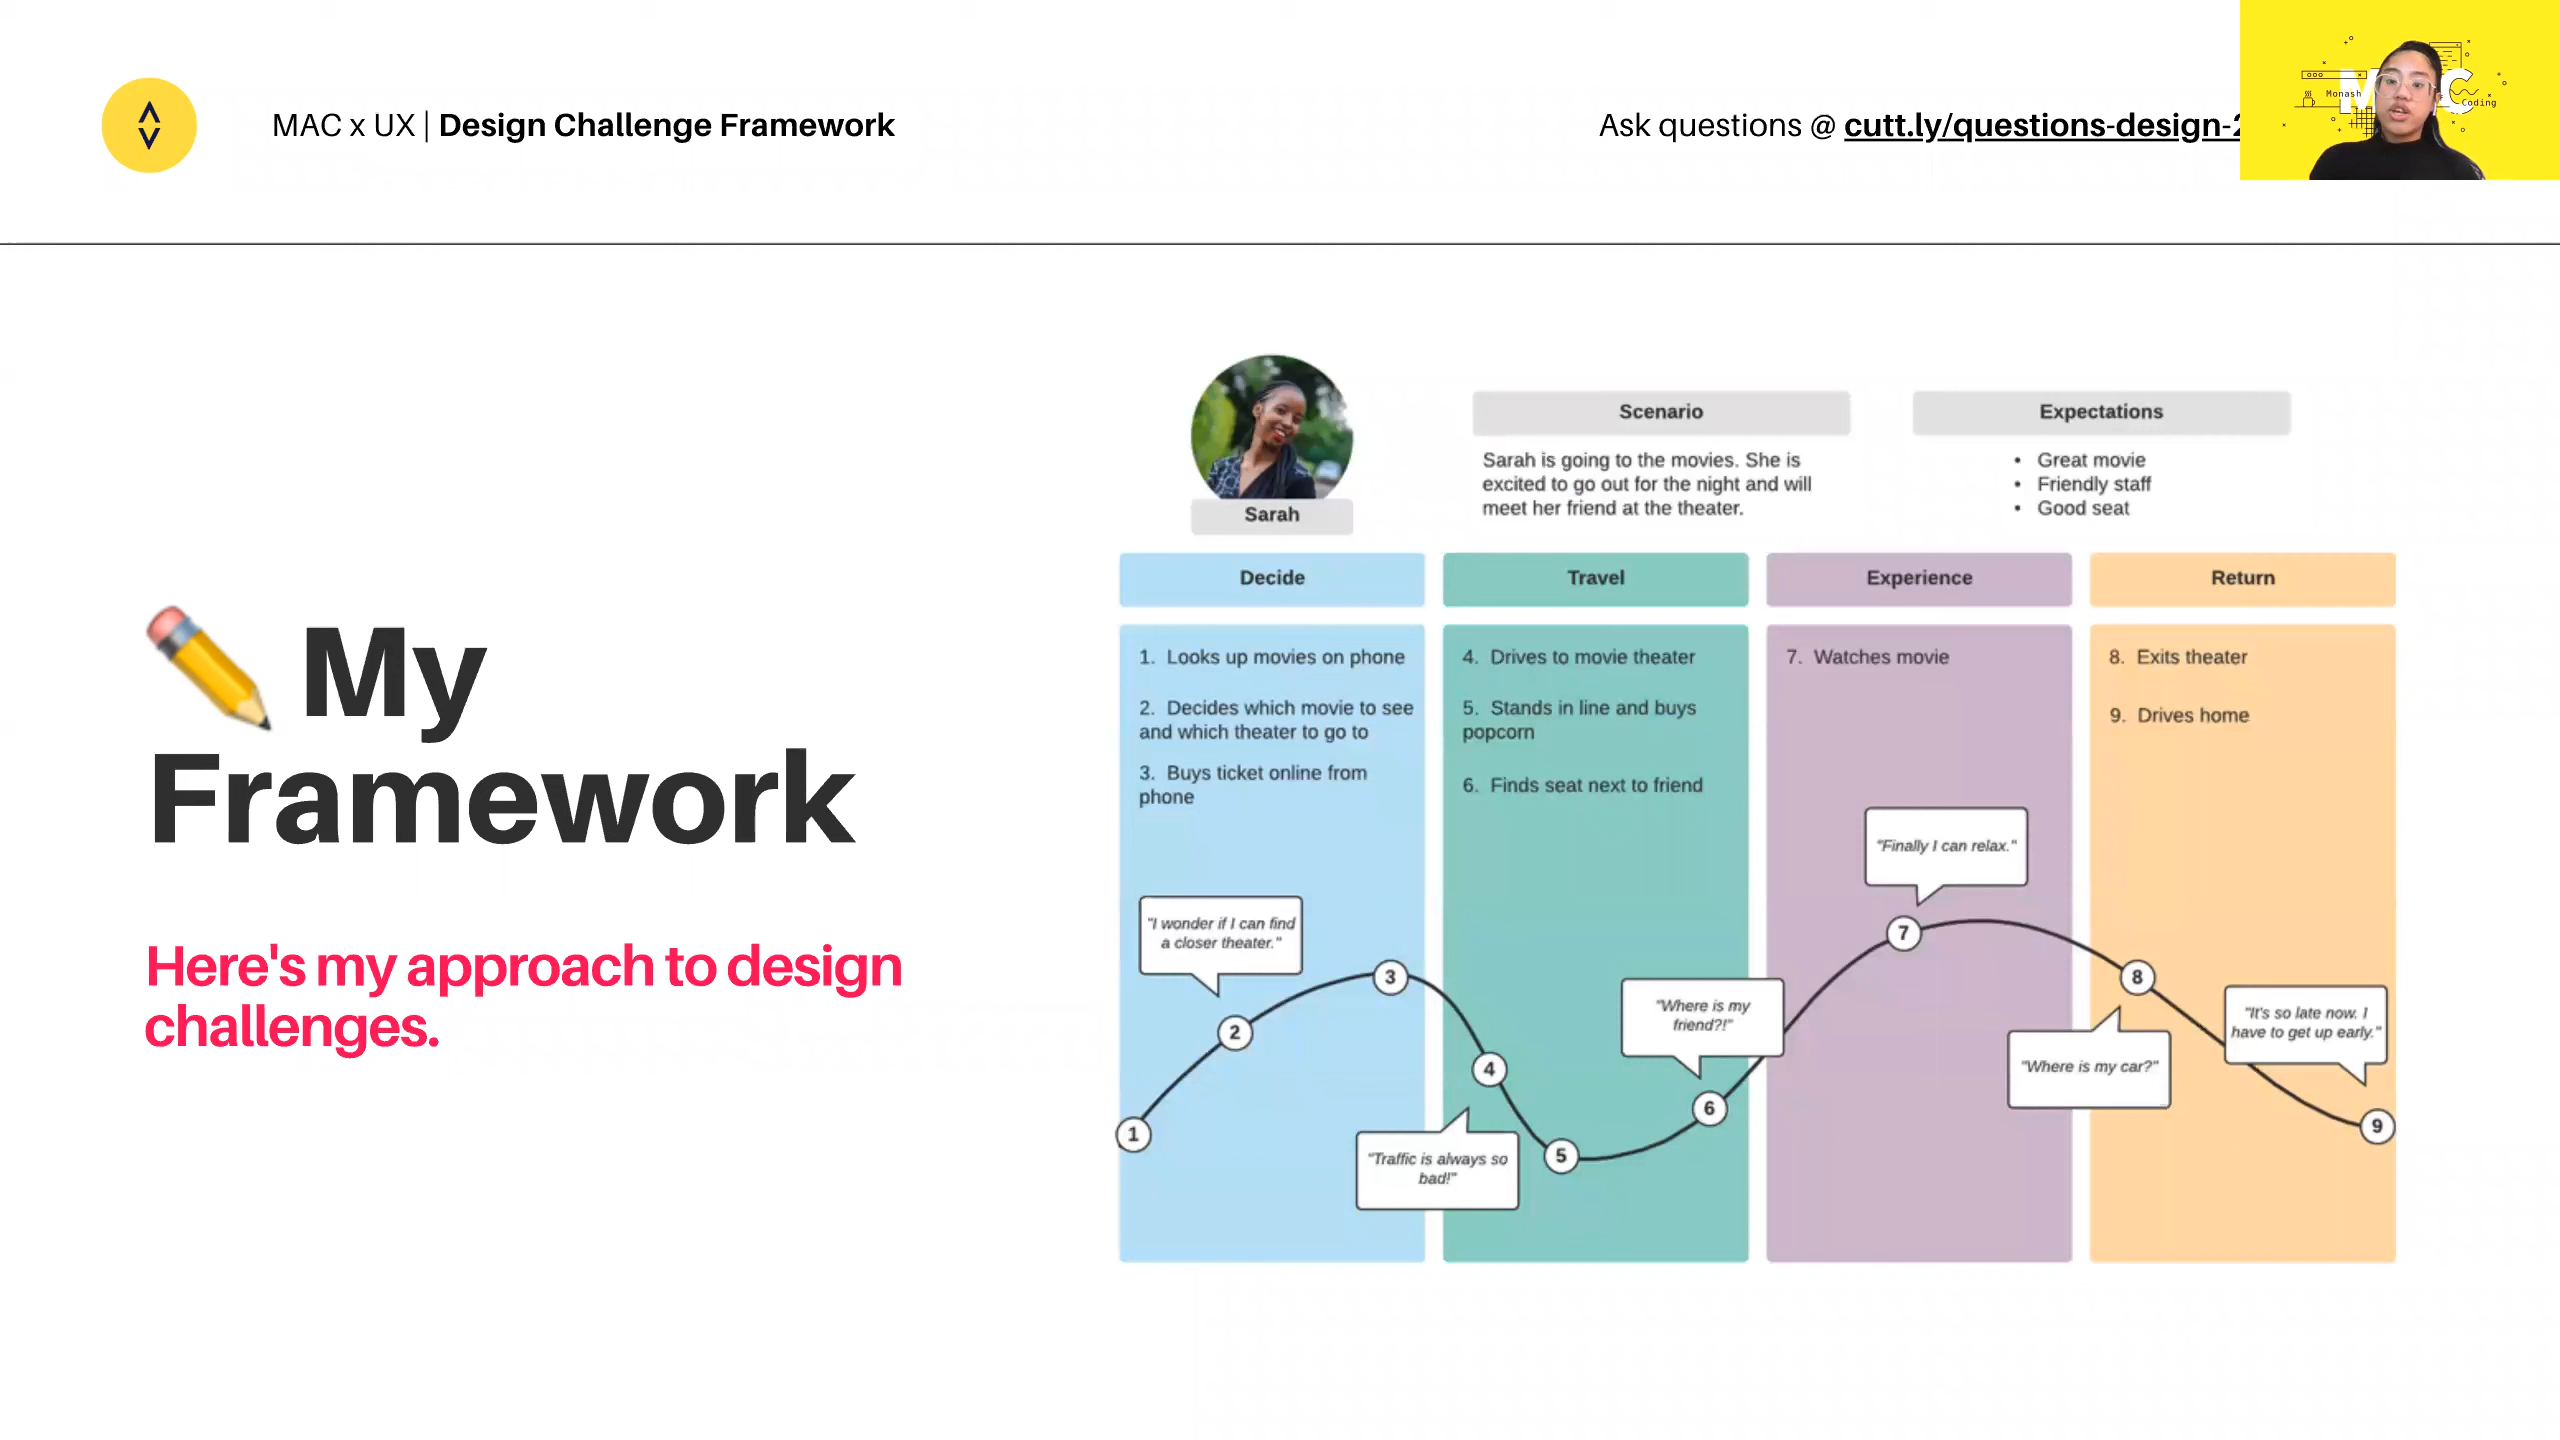 MAC x UX | Design Challenge Framework
Ask questions @ cutt.ly/questions-design-2
Monash
Coding
My
Framework
Here's my approach to design
challenges.
Sarah
Scenario
Sarah is going to the movies. She is
excited to go out for the night and will
meet her friend at the theater.
Expectations
• Great movie
• Friendly staff
• Good seat
Decide
1. Looks up movies on phone
2. Decides which movie to see
and which theater to go to
3. Buys ticket online from
phone
Travel
4. Drives to movie theater
5. Stands in line and buys
popcorn
6. Finds seat next to friend
Experience
7. Watches movie
Return
8. Exits theater
9. Drives home
"I wonder if I can find
a closer theater."
"Traffic is always so
bad!"
"Where is my
friend?!"
"Finally I can relax."
"Where is my car?"
"It's so late now. I
have to get up early."
1
2
3
4
5
6
7
8
9